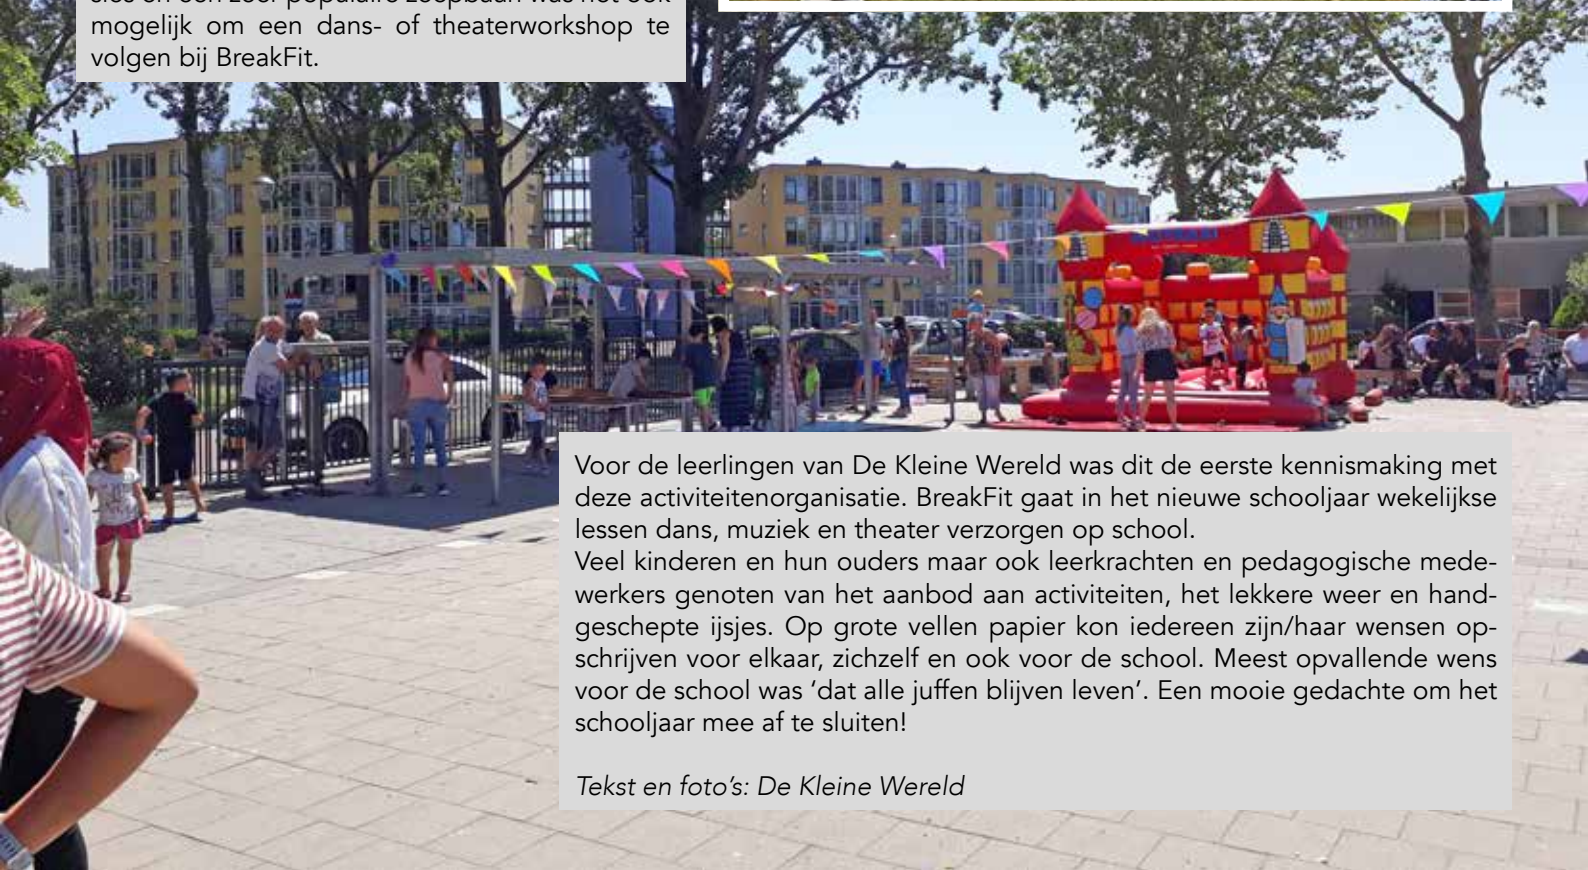 mogelijk om een dans- of theaterworkshop te
volgen bij BreakFit.
Voor de leerlingen van De Kleine Wereld was dit de eerste kennismaking met
deze activiteitenorganisatie. BreakFit gaat in het nieuwe schooljaar wekelijkse
lessen dans, muziek en theater verzorgen op school.
Veel kinderen en hun ouders maar ook leerkrachten en pedagogische mede-
werkers genoten van het aanbod aan activiteiten, het lekkere weer en hand-
geschepte ijsjes. Op grote vellen papier kon iedereen zijn/haar wensen op-
schrijven voor elkaar, zichzelf en ook voor de school. Meest opvallende wens
voor de school was ‘dat alle juffen blijven leven’. Een mooie gedachte om het
schooljaar mee af te sluiten!
Tekst en foto’s: De Kleine Wereld